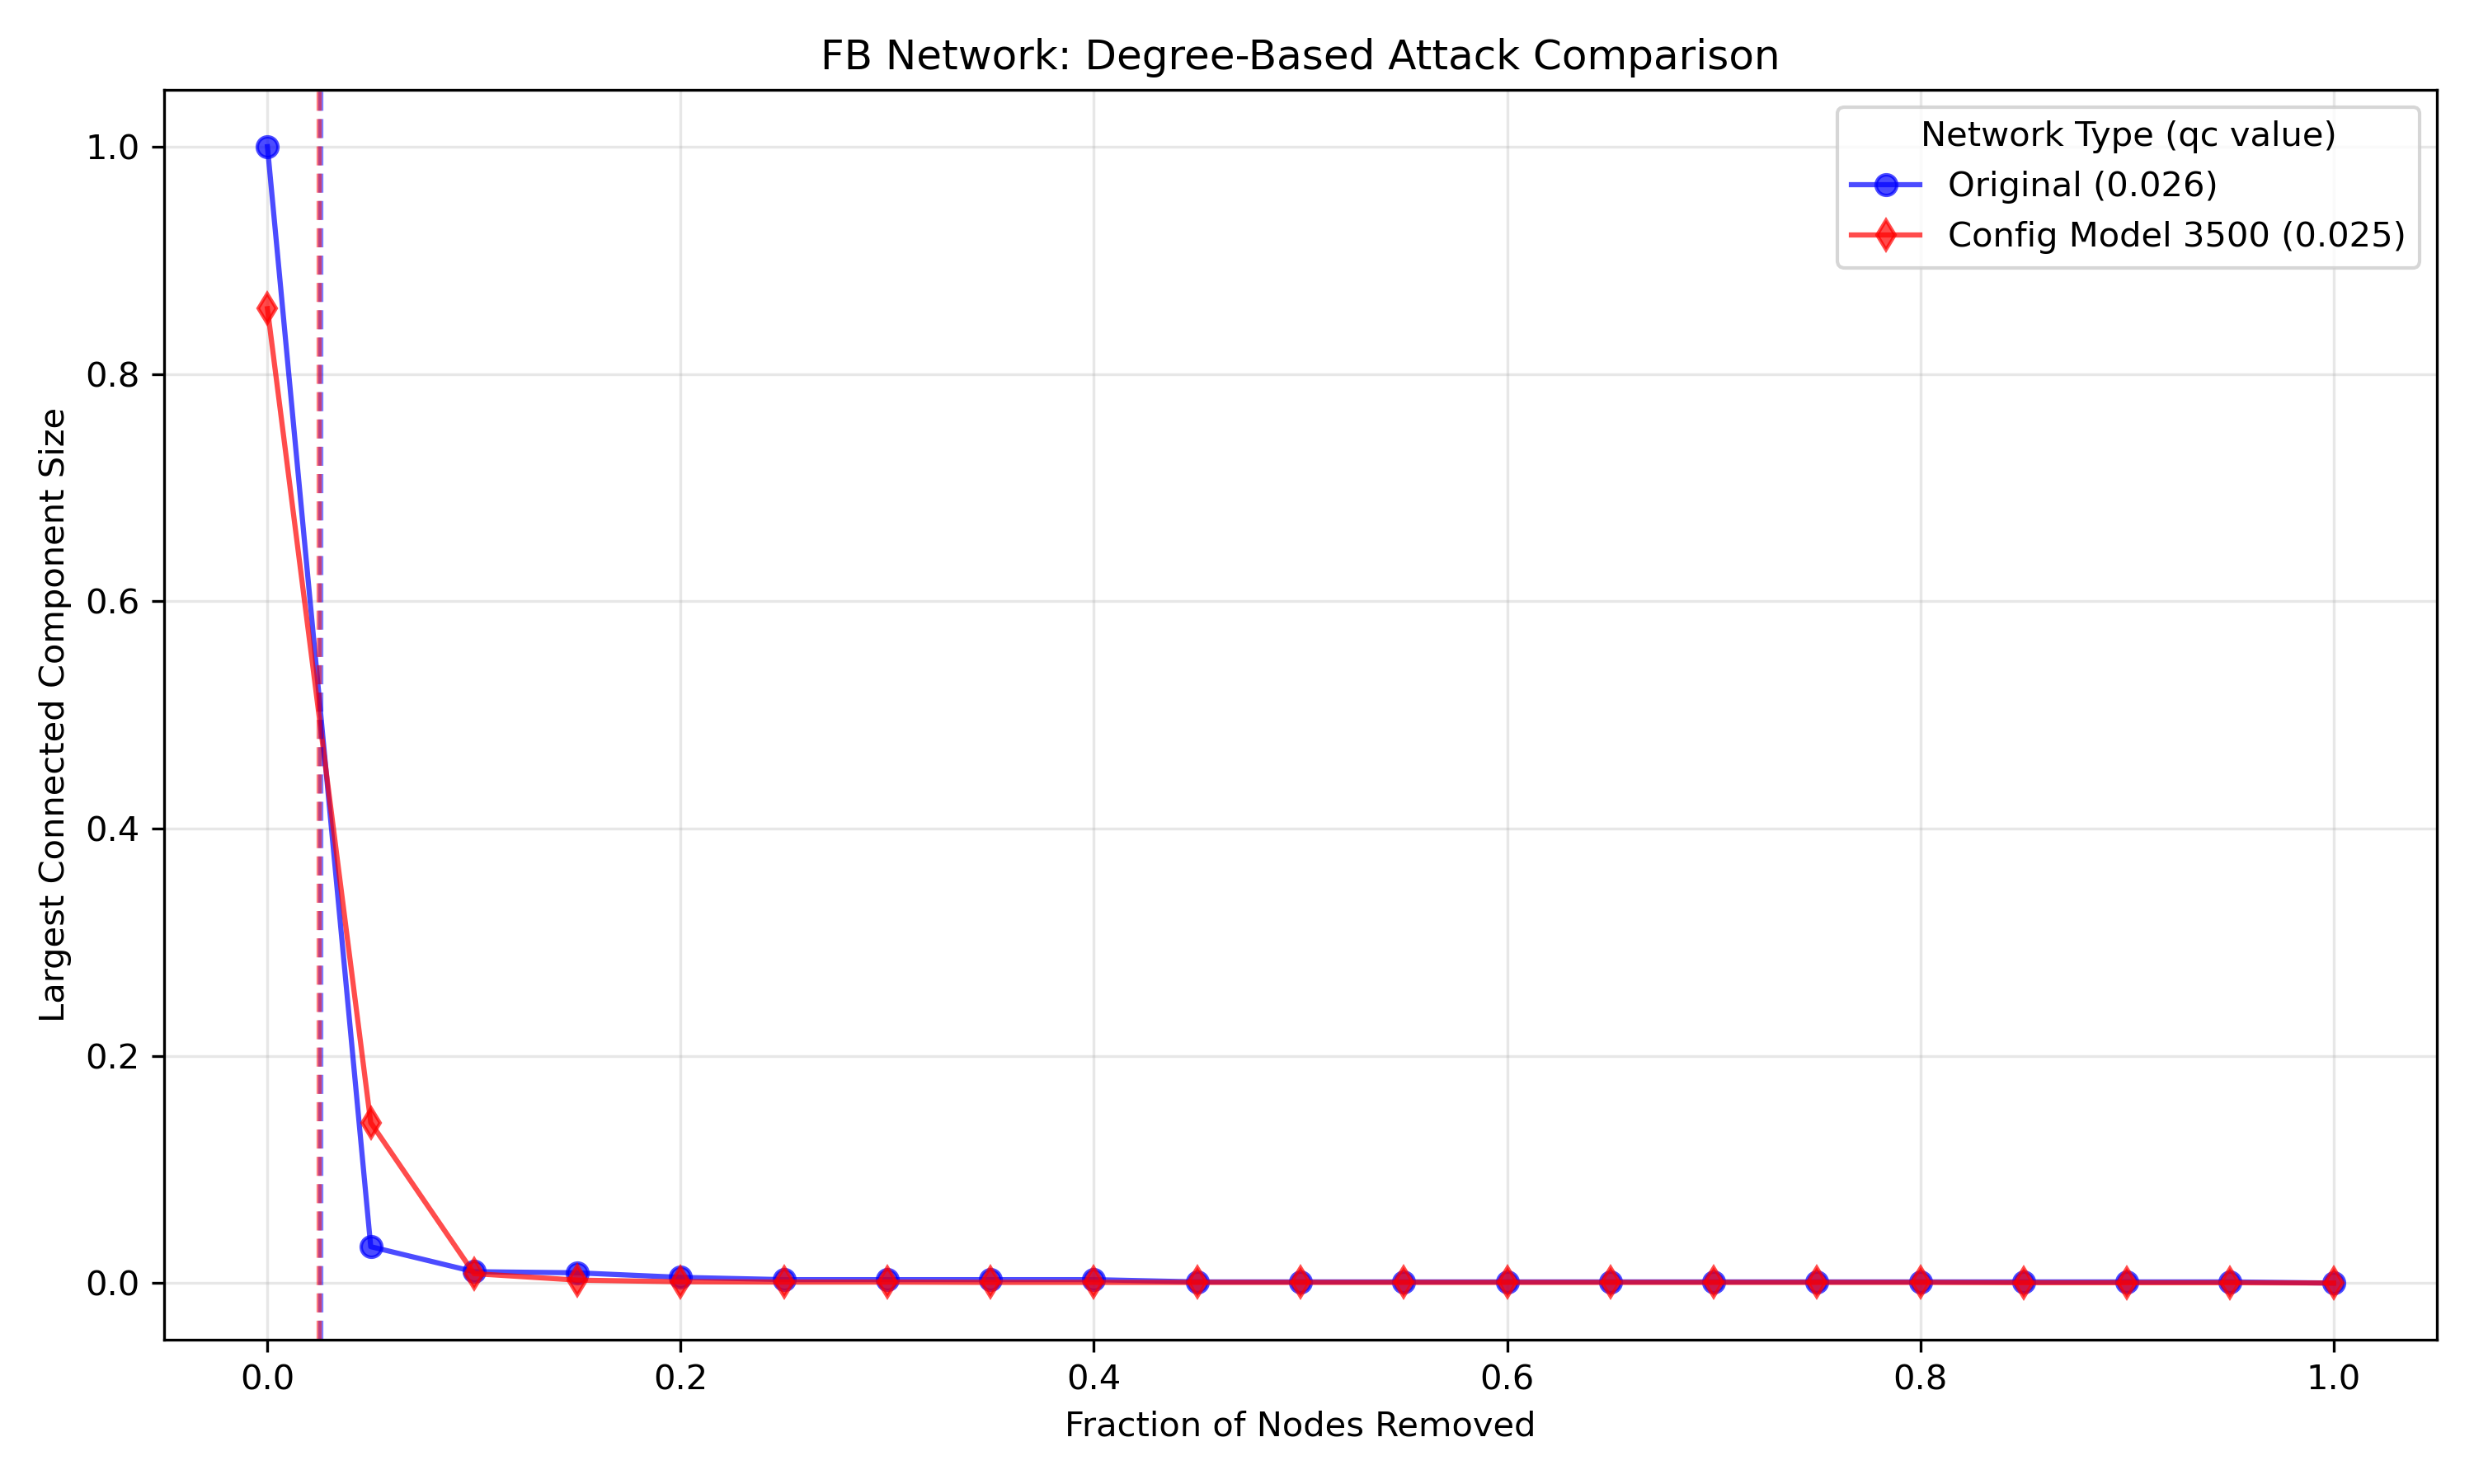 FB Network: Degree-Based Attack Comparison
Network Type (qc value)
Original (0.026)
Config Model 3500 (0.025)
Largest Connected Component Size
1.0
0.8
0.6
0.4
0.2
0.0
0.0 0.2 0.4 0.6 0.8 1.0
Fraction of Nodes Removed